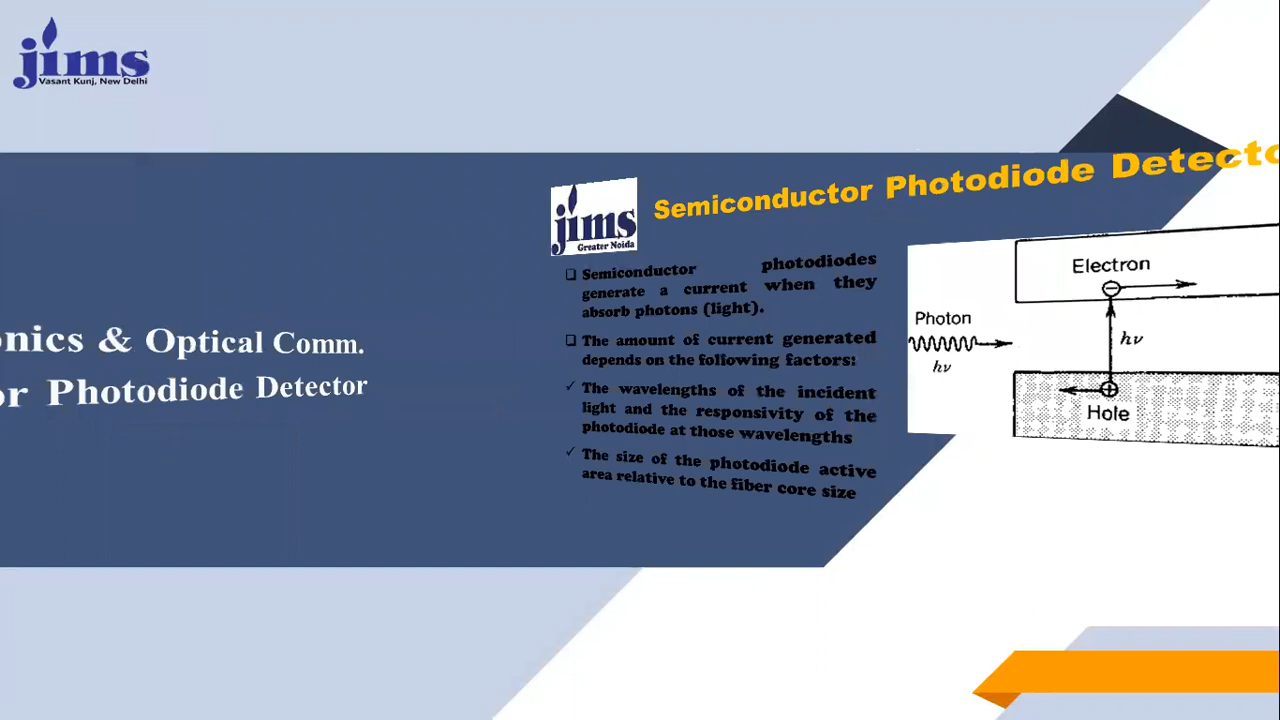 jims
Vasant Kunj, New Delhi
& Optical Comm.
Photodiode Detector
jims
Greater Noida
Semiconductor Photodiode
❑ Semiconductor photodiodes
generate a current when they
absorb photons (light).
❑ The amount of current generated
depends on the following factors:
✓ The wavelengths of the incident
light and the responsivity of the
photodiode at those wavelengths
✓ The size of the photodiode active
area relative to the fiber core size
Electron
Photon
hν
hν
Hole